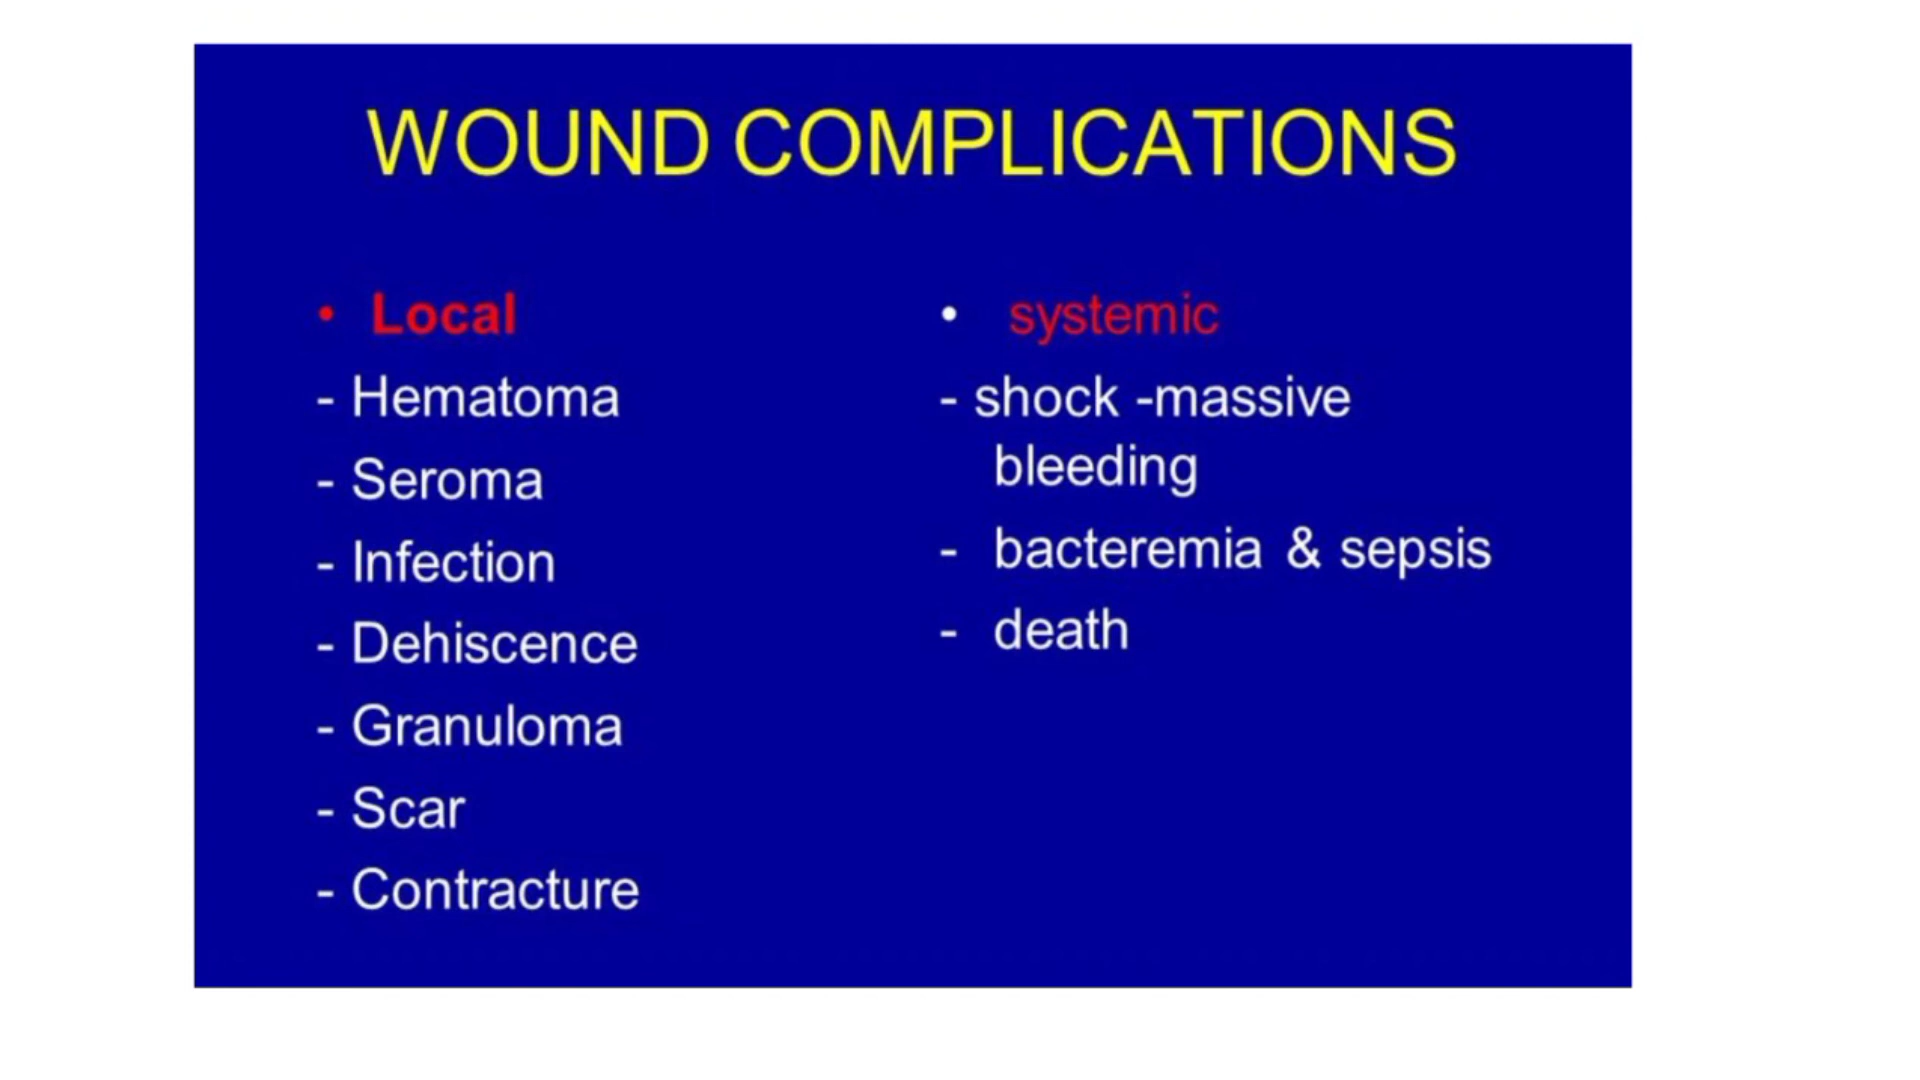 WOUND COMPLICATIONS
• Local
- Hematoma
- Seroma
- Infection
- Dehiscence
- Granuloma
- Scar
- Contracture
• systemic
- shock -massive
bleeding
- bacteremia & sepsis
- death